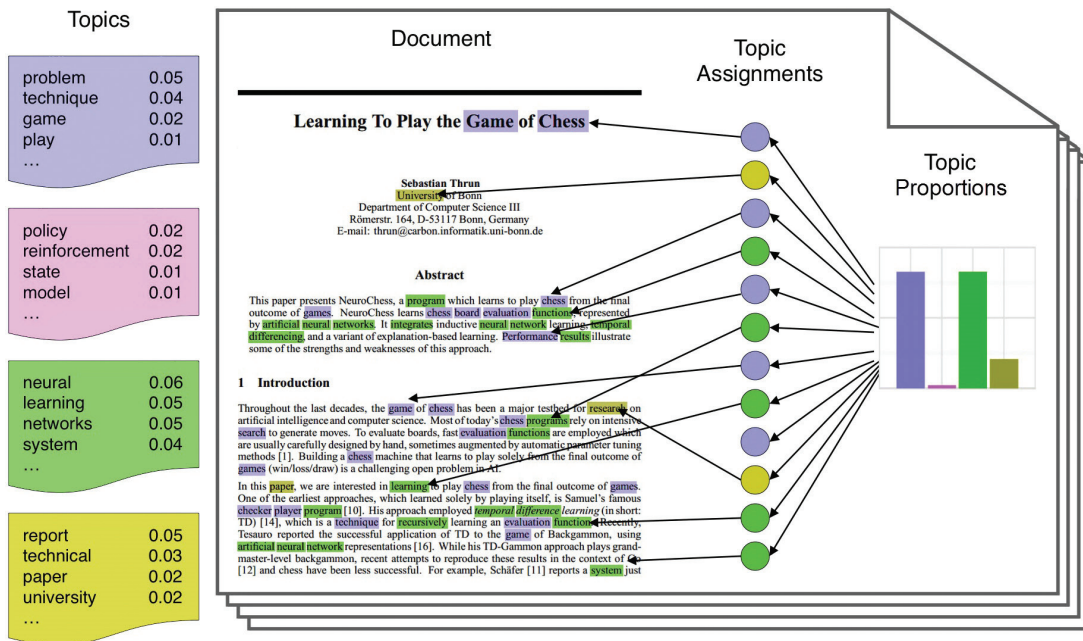 Topics
problem 0.05
technique 0.04
game 0.02
play 0.01
...
policy 0.02
reinforcement 0.02
state 0.01
model 0.01
...
neural 0.06
learning 0.05
networks 0.05
system 0.04
...
report 0.05
technical 0.03
paper 0.02
university 0.02
...
Document
Learning To Play the Game of Chess
Sebastian Thrun
University of Bonn
Department of Computer Science III
Römerstr. 164, D-53117 Bonn, Germany
E-mail: thrun@carbon.informatik.uni-bonn.de
Abstract
This paper presents NeuroChess, a program which learns to play chess from the final
outcome of games. NeuroChess learns chess board evaluation functions, represented
by artificial neural networks. It integrates inductive neural network learning, temporal
differencing, and a variant of explanation-based learning. Performance results illustrate
some of the strengths and weaknesses of this approach.
1 Introduction
Throughout the last decades, the game of chess has been a major testbed for research on
artificial intelligence and computer science. Most of today's chess programs rely on intensive
search to generate moves. To evaluate boards, fast evaluation functions are employed which
are usually carefully designed by hand, sometimes augmented by automatic parameter tuning
methods [1]. Building a chess machine that learns to play solely from the final outcome of
games (win/loss/draw) is a challenging open problem in AI.
In this paper, we are interested in learning to play chess from the final outcome of games.
One of the earliest approaches, which learned solely by playing itself, is Samuel's famous
checker player program [10]. His approach employed temporal difference learning (in short:
TD) [14], which is a technique for recursively learning an evaluation function. Recently,
Tesauro reported the successful application of TD to the game of Backgammon, using
artificial neural network representations [16]. While his TD-Gammon approach plays grand-
master-level backgammon, recent attempts to reproduce these results in the context of Go
[12] and chess have been less successful. For example, Schäfer [11] reports a system just
Topic
Assignments
Topic
Proportions